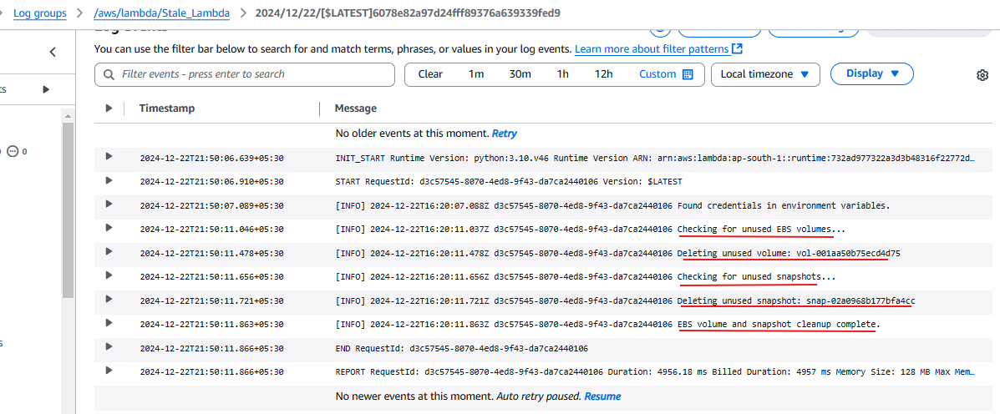 Log groups > /aws/lambda/Stale_Lambda > 2024/12/22/[$LATEST]6078e82a97d24fff89376a639339fed9
You can use the filter bar below to search for and match terms, phrases, or values in your log events. Learn more about filter patterns
Filter events - press enter to search Clear 1m 30m 1h 12h Custom Local timezone Display
Timestamp Message
No older events at this moment. Retry
0
2024-12-22T21:50:06.639+05:30 INIT_START Runtime Version: python:3.10.v46 Runtime Version ARN: arn:aws:lambda:ap-south-1::runtime:732ad977322a3d3b48316f22772d…
2024-12-22T21:50:06.910+05:30 START RequestId: d3c57545-8070-4ed8-9f43-da7ca2440106 Version: $LATEST
2024-12-22T21:50:07.089+05:30 [INFO] 2024-12-22T16:20:07.088Z d3c57545-8070-4ed8-9f43-da7ca2440106 Found credentials in environment variables.
2024-12-22T21:50:11.046+05:30 [INFO] 2024-12-22T16:20:11.037Z d3c57545-8070-4ed8-9f43-da7ca2440106 Checking for unused EBS volumes...
2024-12-22T21:50:11.478+05:30 [INFO] 2024-12-22T16:20:11.478Z d3c57545-8070-4ed8-9f43-da7ca2440106 Deleting unused volume: vol-001aa50b75ecd4d75
2024-12-22T21:50:11.656+05:30 [INFO] 2024-12-22T16:20:11.656Z d3c57545-8070-4ed8-9f43-da7ca2440106 Checking for unused snapshots...
2024-12-22T21:50:11.721+05:30 [INFO] 2024-12-22T16:20:11.721Z d3c57545-8070-4ed8-9f43-da7ca2440106 Deleting unused snapshot: snap-02a0968b177bfa4cc
2024-12-22T21:50:11.863+05:30 [INFO] 2024-12-22T16:20:11.863Z d3c57545-8070-4ed8-9f43-da7ca2440106 EBS volume and snapshot cleanup complete.
2024-12-22T21:50:11.866+05:30 END RequestId: d3c57545-8070-4ed8-9f43-da7ca2440106
2024-12-22T21:50:11.866+05:30 REPORT RequestId: d3c57545-8070-4ed8-9f43-da7ca2440106 Duration: 4956.18 ms Billed Duration: 4957 ms Memory Size: 128 MB Max Mem…
No newer events at this moment. Auto retry paused. Resume